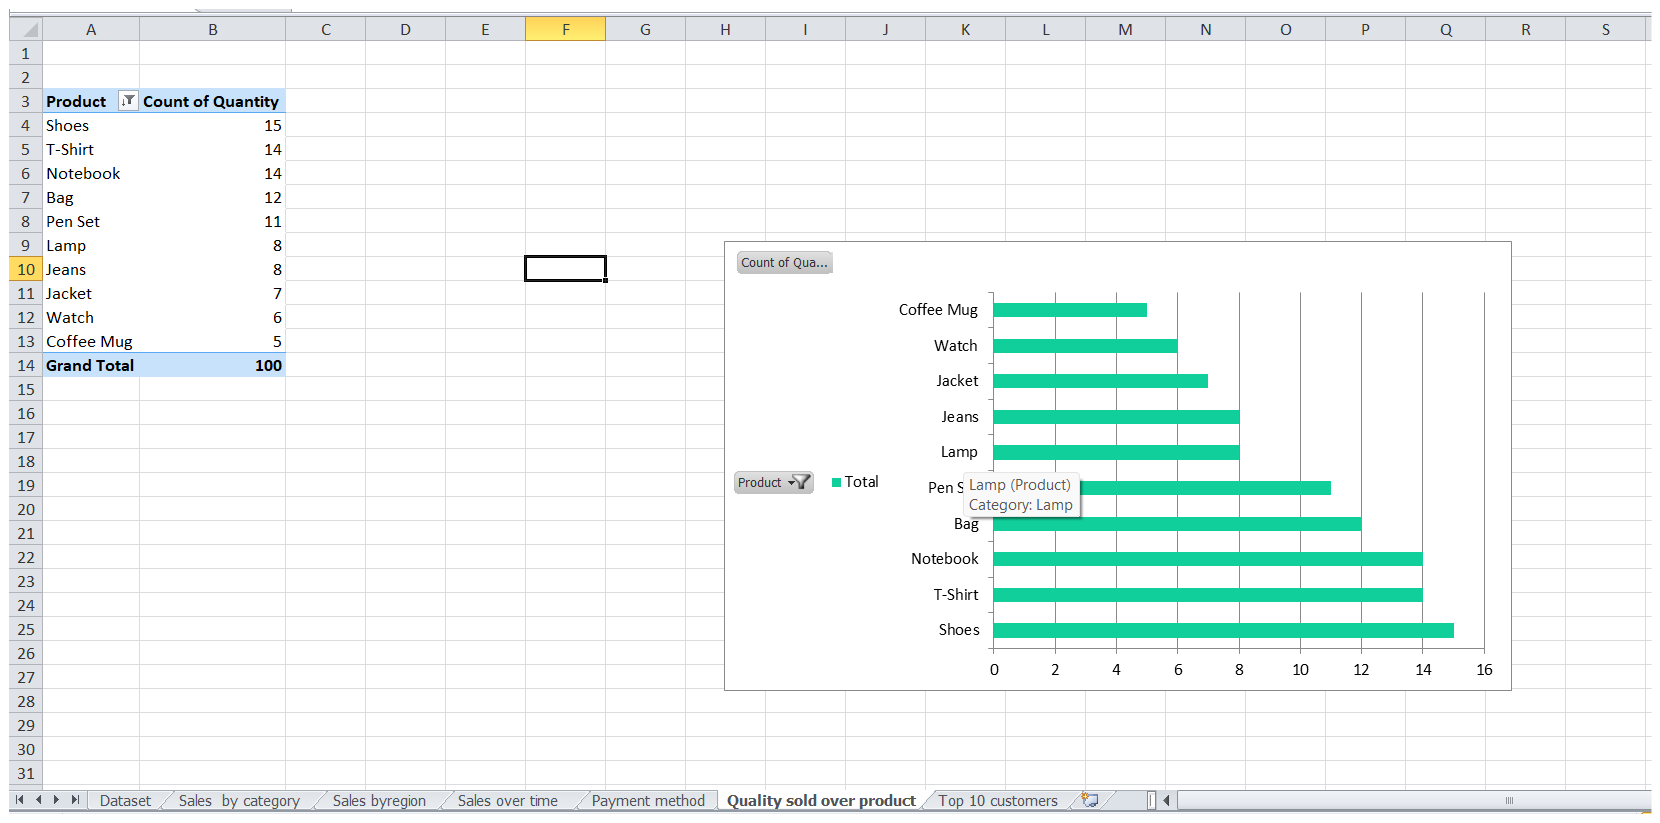 A B C D E F G H I J K L M N O P Q R S
1
2
3 Product Count of Quantity
4 Shoes 15
5 T-Shirt 14
6 Notebook 14
7 Bag 12
8 Pen Set 11
9 Lamp 8
10 Jeans 8
11 Jacket 7
12 Watch 6
13 Coffee Mug 5
14 Grand Total 100
15
16
17
18
19
20
21
22
23
24
25
26
27
28
29
30
31
Count of Qua...
Coffee Mug
Watch
Jacket
Jeans
Lamp
Product Total Pen S
Lamp (Product)
Category: Lamp
Bag
Notebook
T-Shirt
Shoes
0 2 4 6 8 10 12 14 16
Dataset Sales by category Sales byregion Sales over time Payment method Quality sold over product Top 10 customers